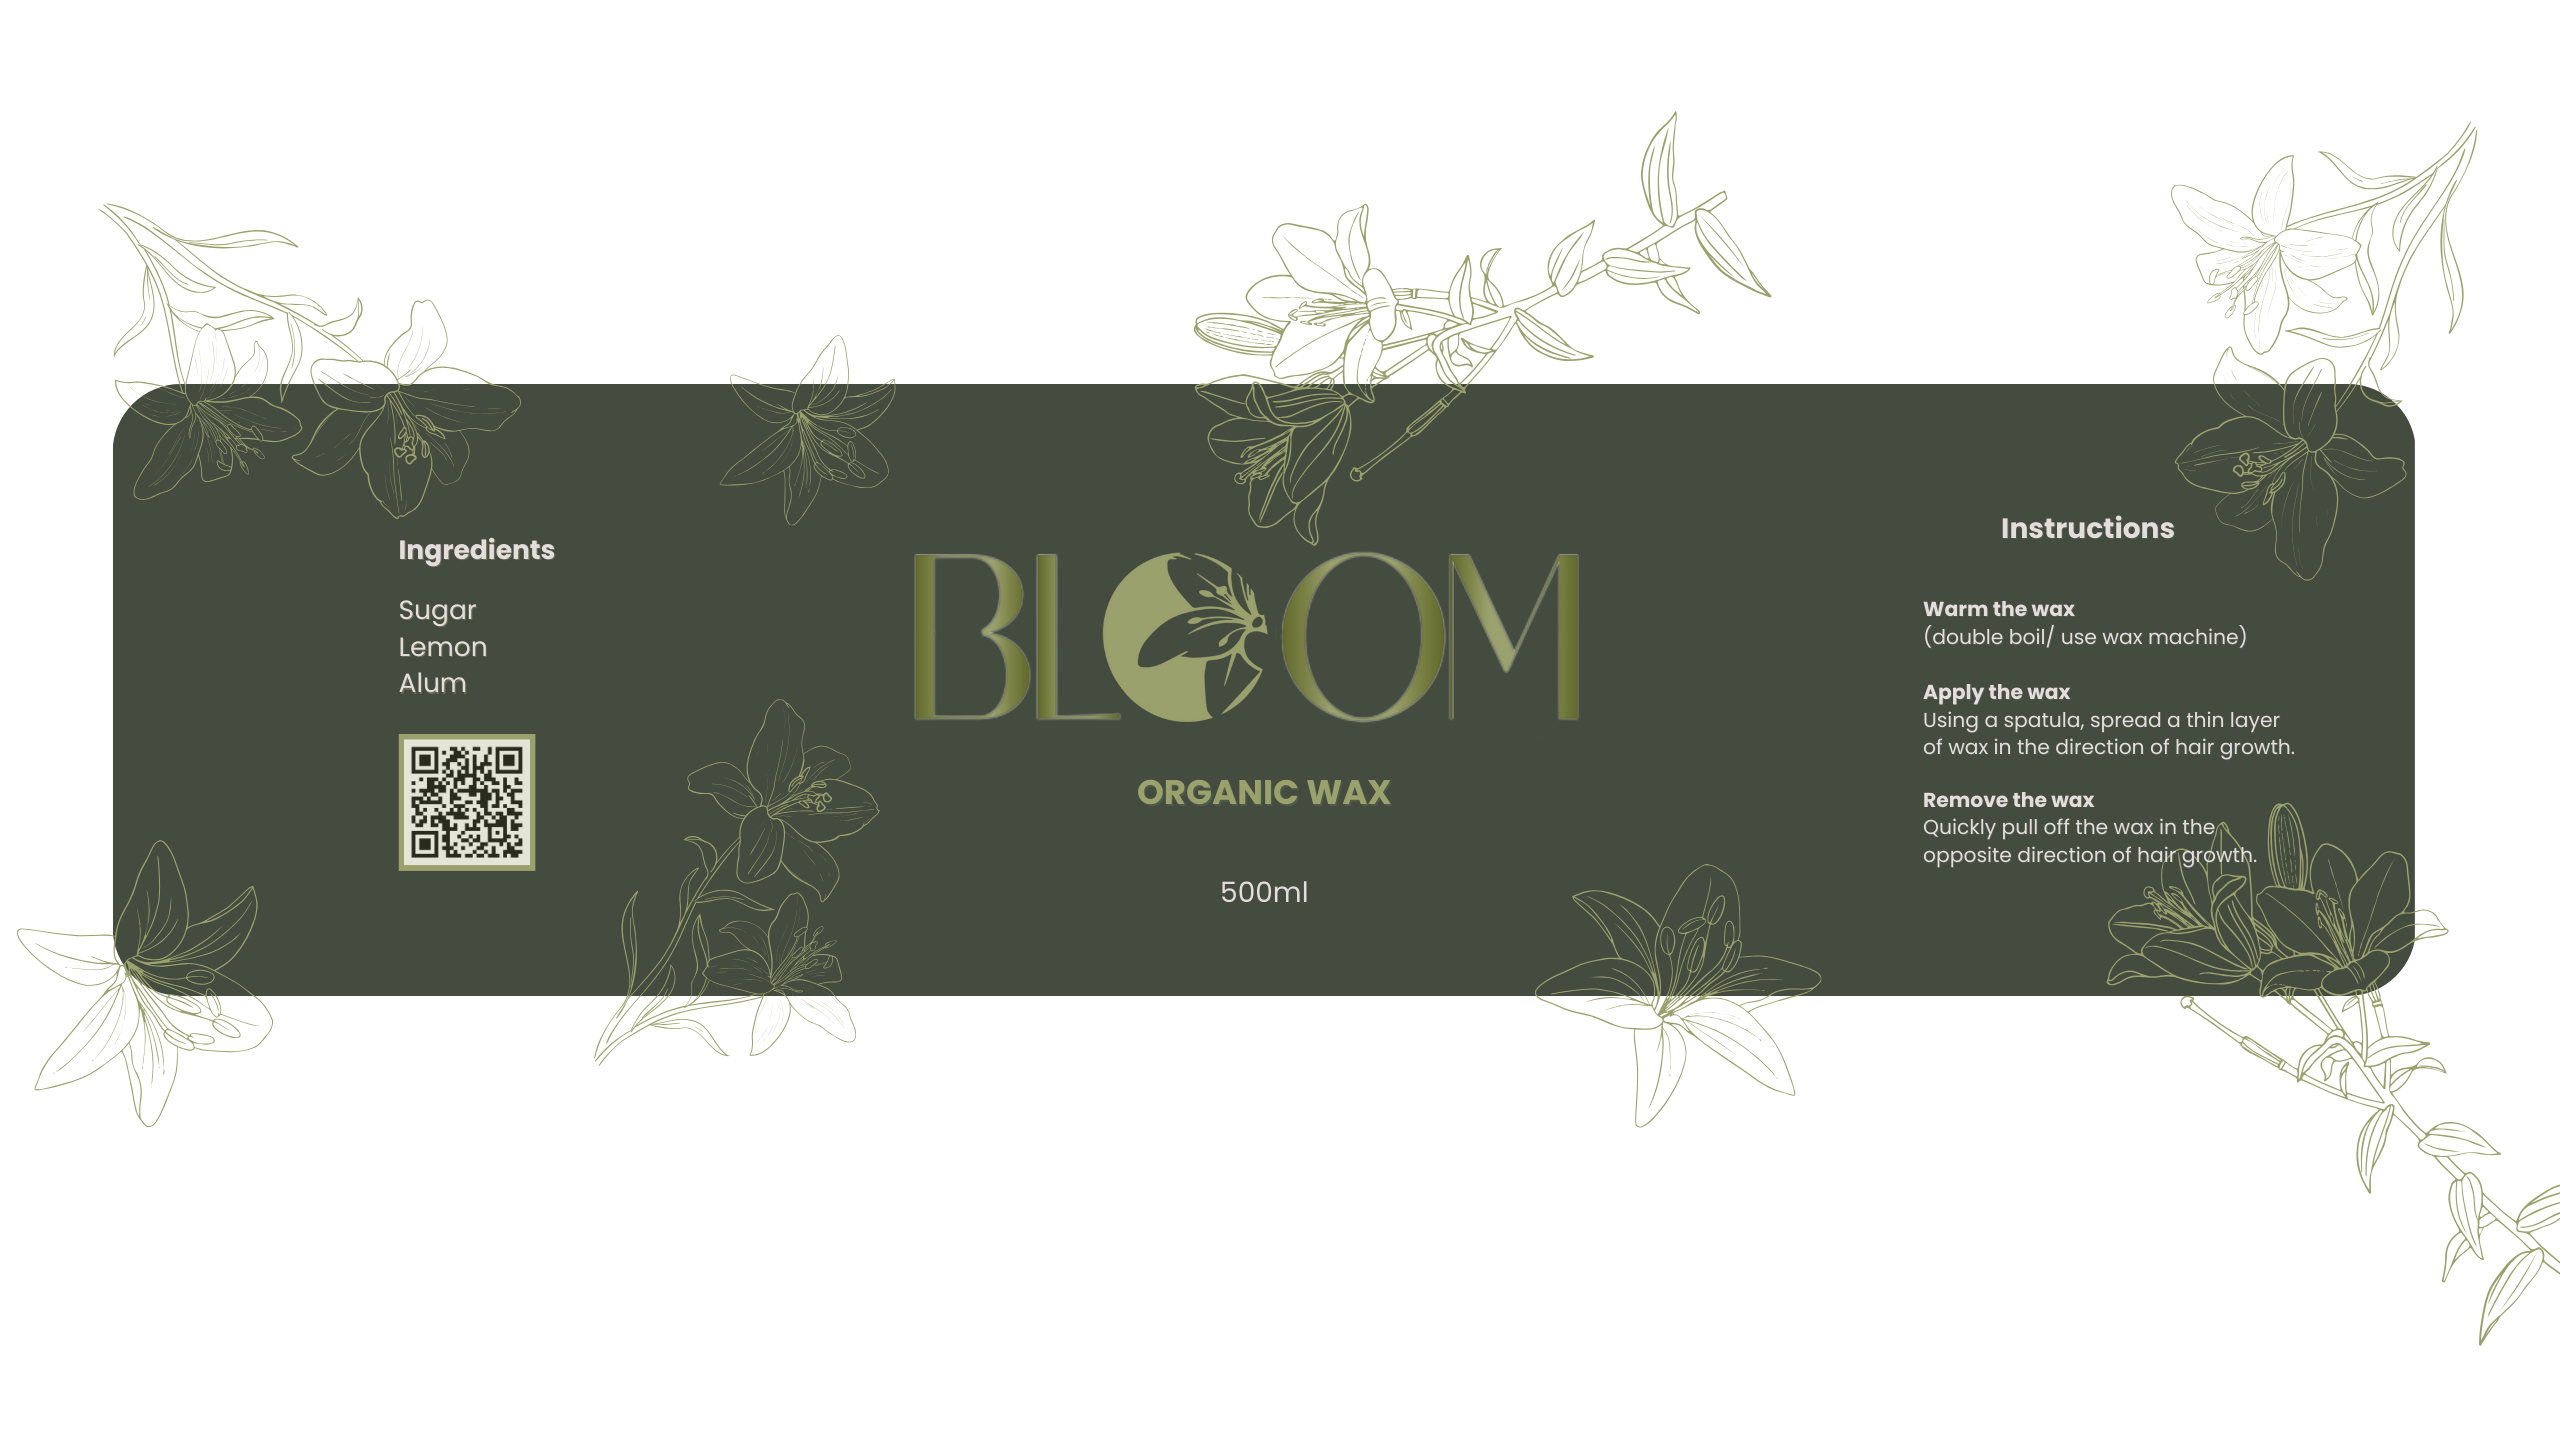 Ingredients
Sugar
Lemon
Alum
BLOOM
ORGANIC WAX
500ml
Instructions
Warm the wax
(double boil/ use wax machine)
Apply the wax
Using a spatula, spread a thin layer
of wax in the direction of hair growth.
Remove the wax
Quickly pull off the wax in the
opposite direction of hair growth.